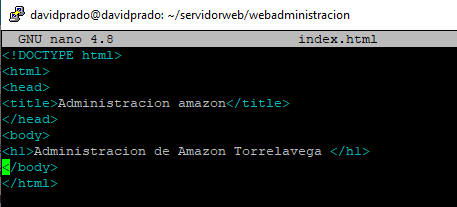 davidprado@davidprado: ~/servidorweb/webadministracion
GNU nano 4.8 index.html
<!DOCTYPE html>
<html>
<head>
<title>Administracion amazon</title>
</head>
<body>
<h1>Administracion de Amazon Torrelavega </h1>
</body>
</html>